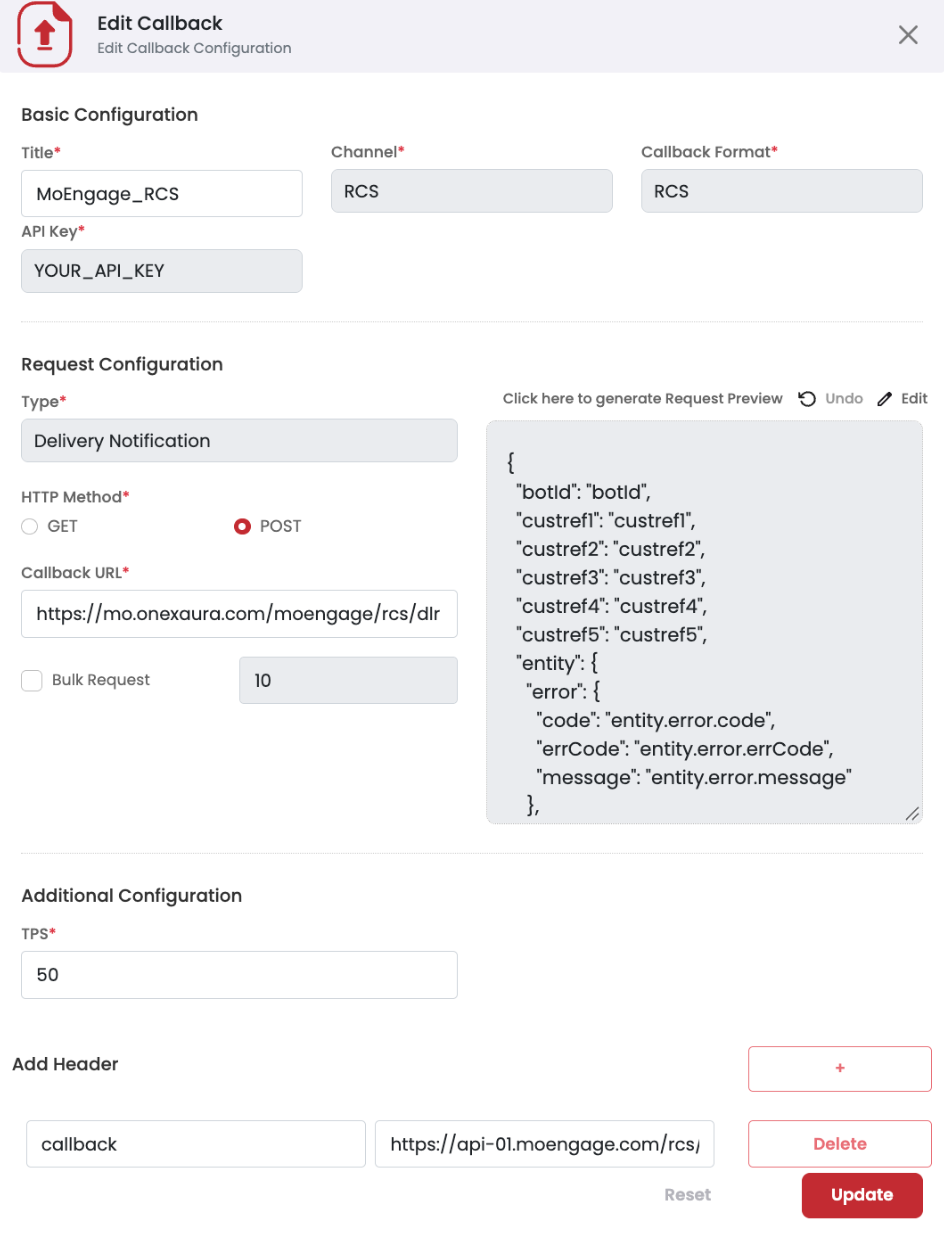 Edit Callback
Edit Callback Configuration
Basic Configuration
Title*
Channel*
Callback Format*
MoEngage_RCS
RCS
RCS
API Key*
YOUR_API_KEY
Request Configuration
Type*
Click here to generate Request Preview Undo Edit
Delivery Notification
HTTP Method*
GET
POST
Callback URL*
https://mo.onexaura.com/moengage/rcs/dlr
Bulk Request
10
{
"botId": "botId",
"custref1": "custref1",
"custref2": "custref2",
"custref3": "custref3",
"custref4": "custref4",
"custref5": "custref5",
"entity": {
"error": {
"code": "entity.error.code",
"errCode": "entity.error.errCode",
"message": "entity.error.message"
},
Additional Configuration
TPS*
50
Add Header
+
callback
https://api-01.moengage.com/rcs/
Delete
Reset
Update